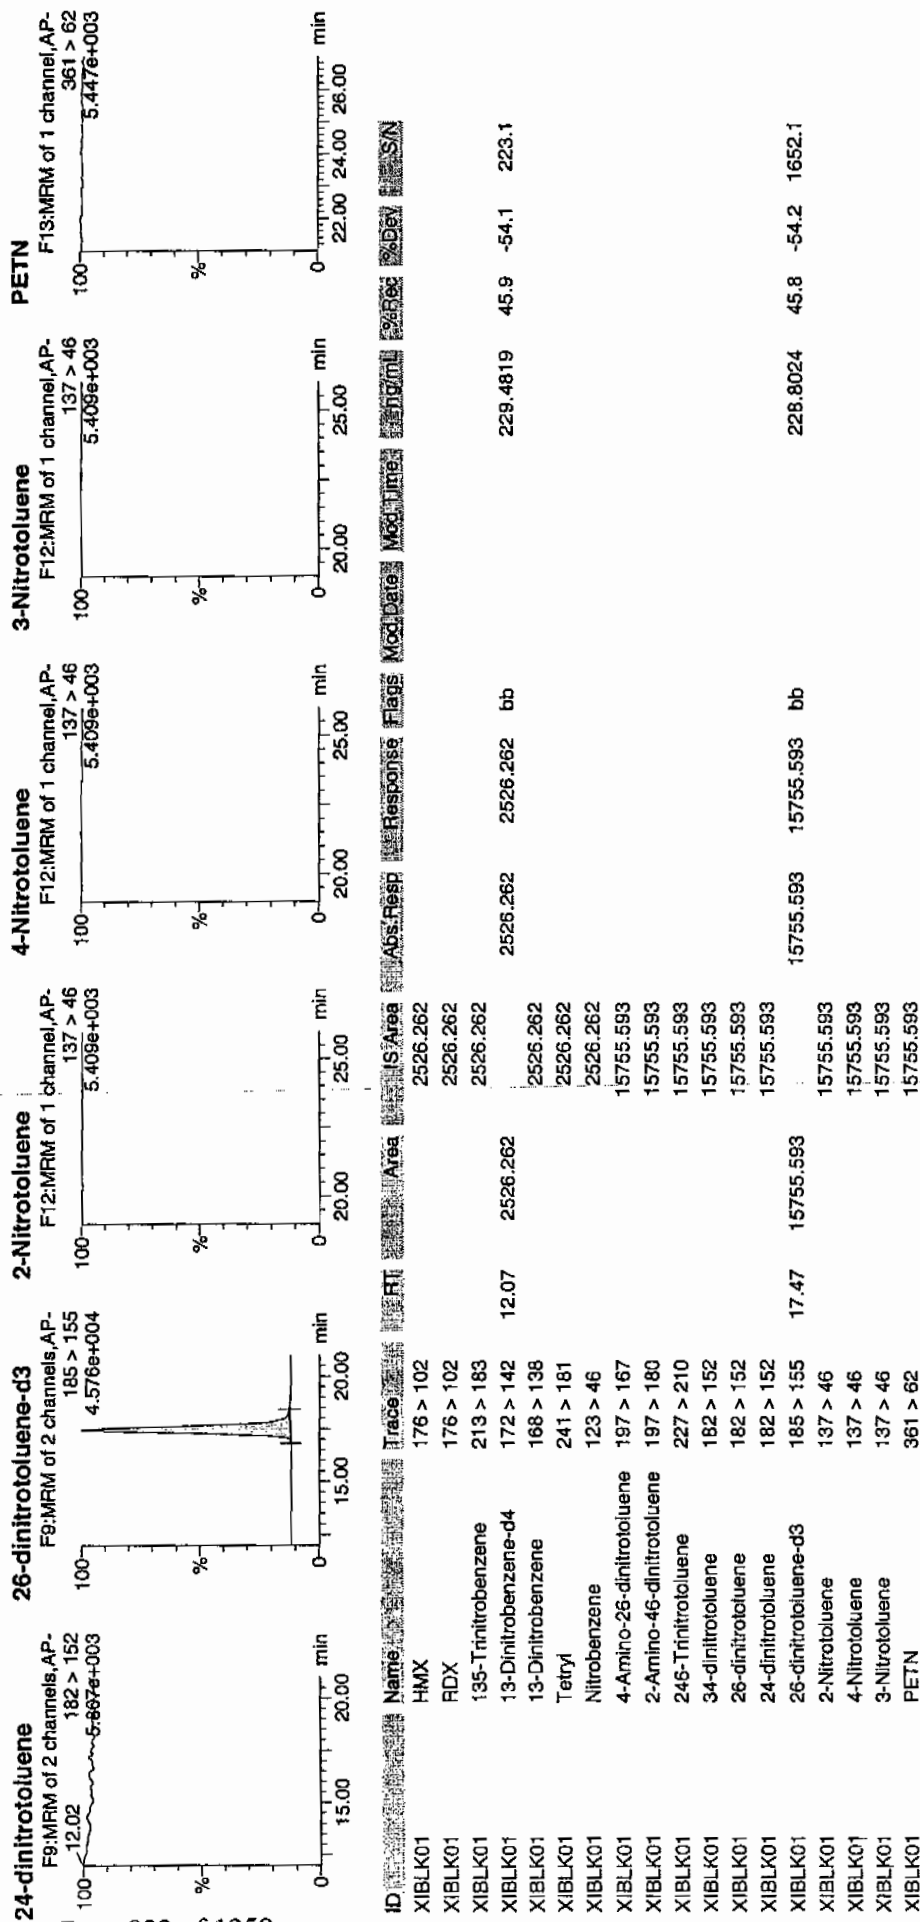 24-dinitrotoluene
F9:MRM of 2 channels,AP-
182 > 152
5.867e+003
12.02
100
%
0
15.00 20.00 min
26-dinitrotoluene-d3
F9:MRM of 2 channels,AP-
185 > 155
4.576e+004
100
%
0
15.00 20.00 min
2-Nitrotoluene
F12:MRM of 1 channel,AP-
137 > 46
5.409e+003
100
%
0
20.00 25.00 min
4-Nitrotoluene
F12:MRM of 1 channel,AP-
137 > 46
5.409e+003
100
%
0
20.00 25.00 min
3-Nitrotoluene
F12:MRM of 1 channel,AP-
137 > 46
5.409e+003
100
%
0
20.00 25.00 min
PETN
F13:MRM of 1 channel,AP-
361 > 62
5.447e+003
100
%
0
22.00 24.00 26.00 min
ID Name Trace RT Area IS Area Abs.Resp Response Flags Mod.Date Mod.Time ng/mL %Rec %Dev S/N
XIBLK01 HMX 176 > 102 2526.262
XIBLK01 RDX 176 > 102 2526.262
XIBLK01 135-Trinitrobenzene 213 > 183 2526.262
XIBLK01 13-Dinitrobenzene-d4 172 > 142 12.07 2526.262 2526.262 2526.262 bb 229.4819 45.9 -54.1 223.1
XIBLK01 13-Dinitrobenzene 168 > 138 2526.262
XIBLK01 Tetryl 241 > 181 2526.262
XIBLK01 Nitrobenzene 123 > 46 2526.262
XIBLK01 4-Amino-26-dinitrotoluene 197 > 167 15755.593
XIBLK01 2-Amino-46-dinitrotoluene 197 > 180 15755.593
XIBLK01 246-Trinitrotoluene 227 > 210 15755.593
XIBLK01 34-dinitrotoluene 182 > 152 15755.593
XIBLK01 26-dinitrotoluene 182 > 152 15755.593
XIBLK01 24-dinitrotoluene 182 > 152 15755.593
XIBLK01 26-dinitrotoluene-d3 185 > 155 17.47 15755.593 15755.593 15755.593 bb 228.8024 45.8 -54.2 1652.1
XIBLK01 2-Nitrotoluene 137 > 46 15755.593
XIBLK01 4-Nitrotoluene 137 > 46 15755.593
XIBLK01 3-Nitrotoluene 137 > 46 15755.593
XIBLK01 PETN 361 > 62 15755.593